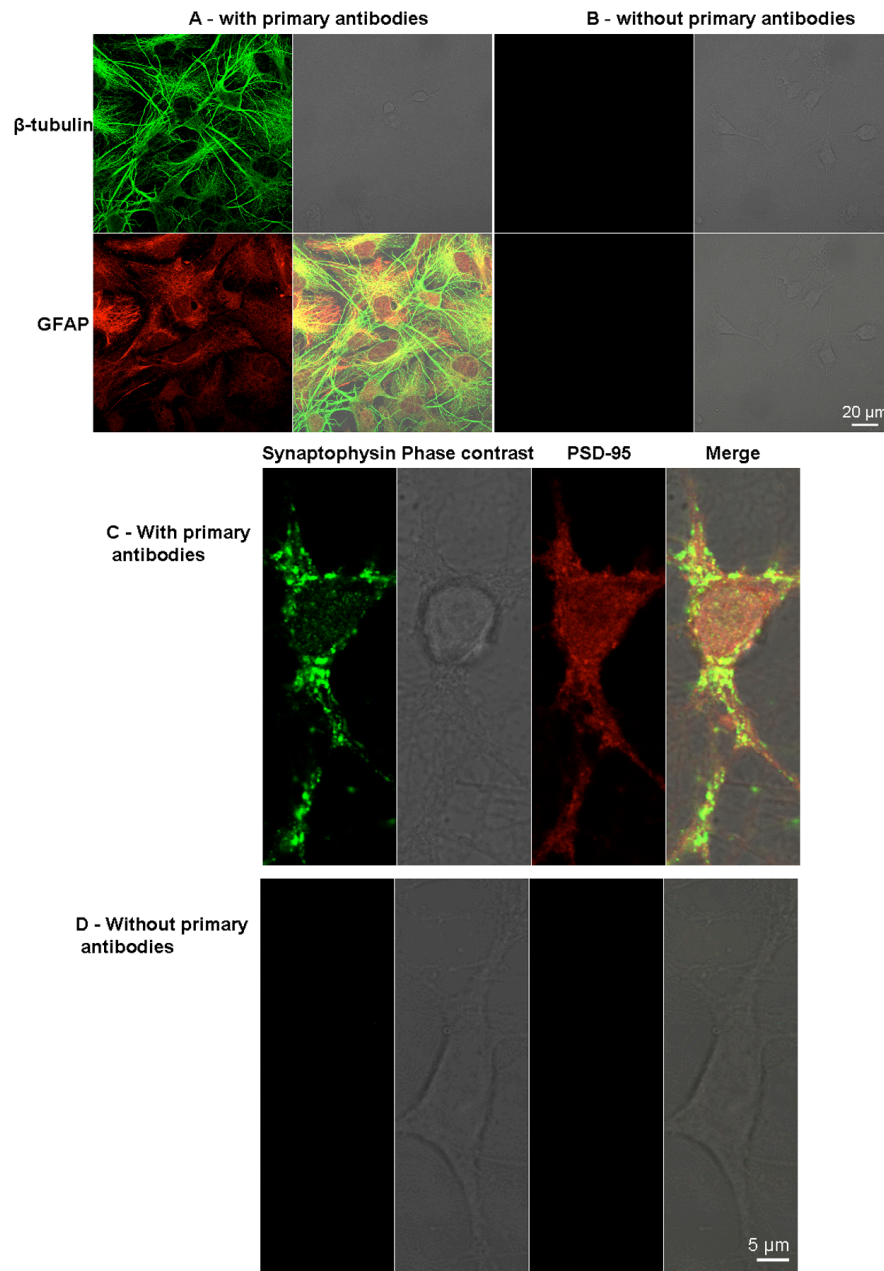 A - with primary antibodies
B - without primary antibodies
β-tubulin
GFAP
20 µm
Synaptophysin Phase contrast PSD-95 Merge
C - With primary
antibodies
D - Without primary
antibodies
5 µm